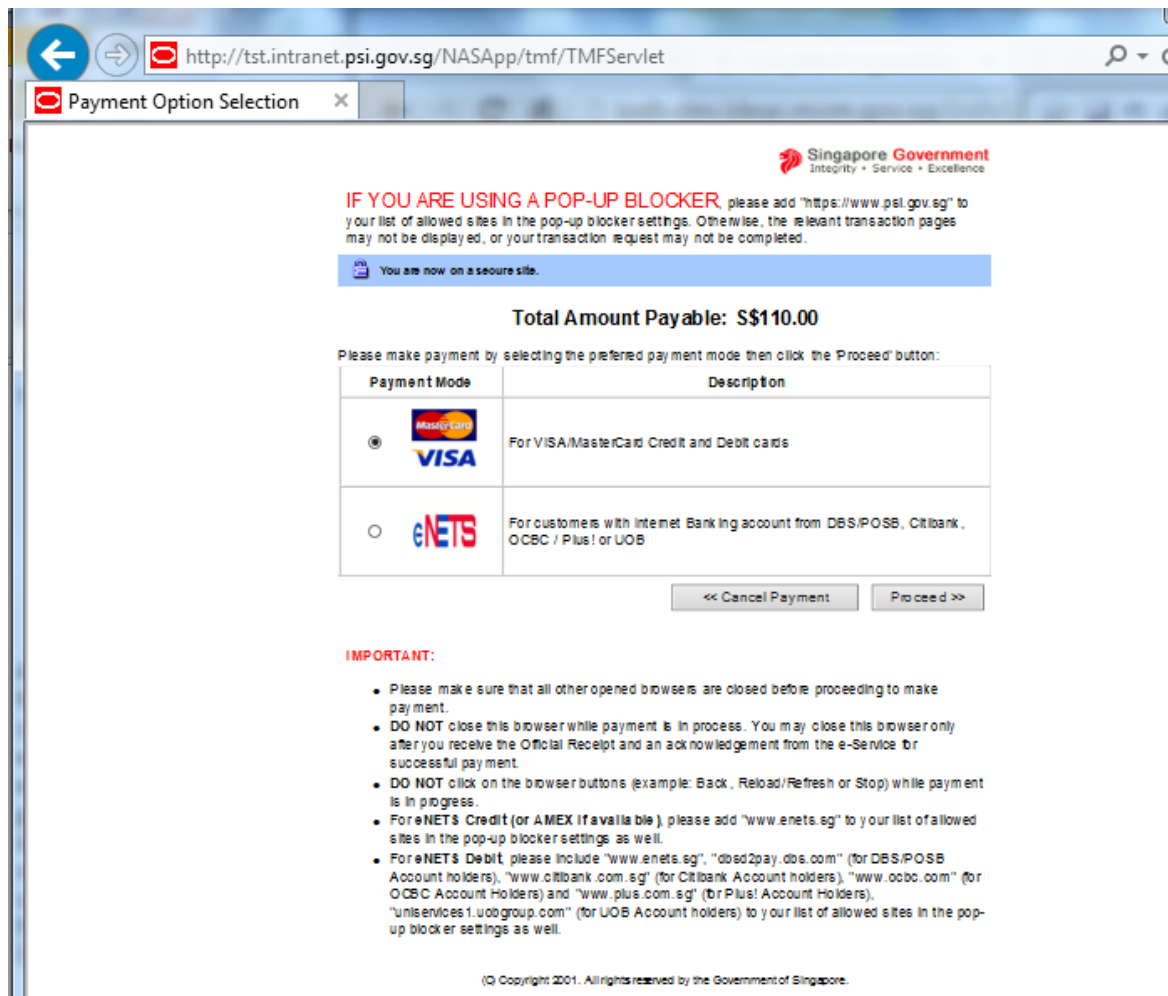 http://tst.intranet.psi.gov.sg/NASApp/tmf/TMFServlet
Payment Option Selection
Singapore Government
Integrity • Service • Excellence
IF YOU ARE USING A POP-UP BLOCKER, please add "https://www.psi.gov.sg" to
your list of allowed sites in the pop-up blocker settings. Otherwise, the relevant transaction pages
may not be displayed, or your transaction request may not be completed.
You are now on a secure site.
Total Amount Payable: S$110.00
Please make payment by selecting the preferred payment mode then click the 'Proceed' button:
Payment Mode Description
MasterCard
VISA
For VISA/MasterCard Credit and Debit cards
eNETS
For customers with Internet Banking account from DBS/POSB, Citibank,
OCBC / Plus! or UOB
<< Cancel Payment Proceed >>
IMPORTANT:
• Please make sure that all other opened browsers are closed before proceeding to make
payment.
• DO NOT close this browser while payment is in process. You may close this browser only
after you receive the Official Receipt and an acknowledgement from the e-Service for
successful payment.
• DO NOT click on the browser buttons (example: Back, Reload/Refresh or Stop) while payment
is in progress.
• For eNETS Credit (or AMEX if available), please add "www.enets.sg" to your list of allowed
sites in the pop-up blocker settings as well.
• For eNETS Debit, please include "www.enets.sg", "dbsd2pay.dbs.com" (for DBS/POSB
Account holders), "www.citibank.com.sg" (for Citibank Account holders), "www.ocbc.com" (for
OCBC Account Holders) and "www.plus.com.sg" (for Plus! Account Holders),
"uniservices1.uobgroup.com" (for UOB Account holders) to your list of allowed sites in the pop-
up blocker settings as well.
(C) Copyright 2001. All rights reserved by the Government of Singapore.